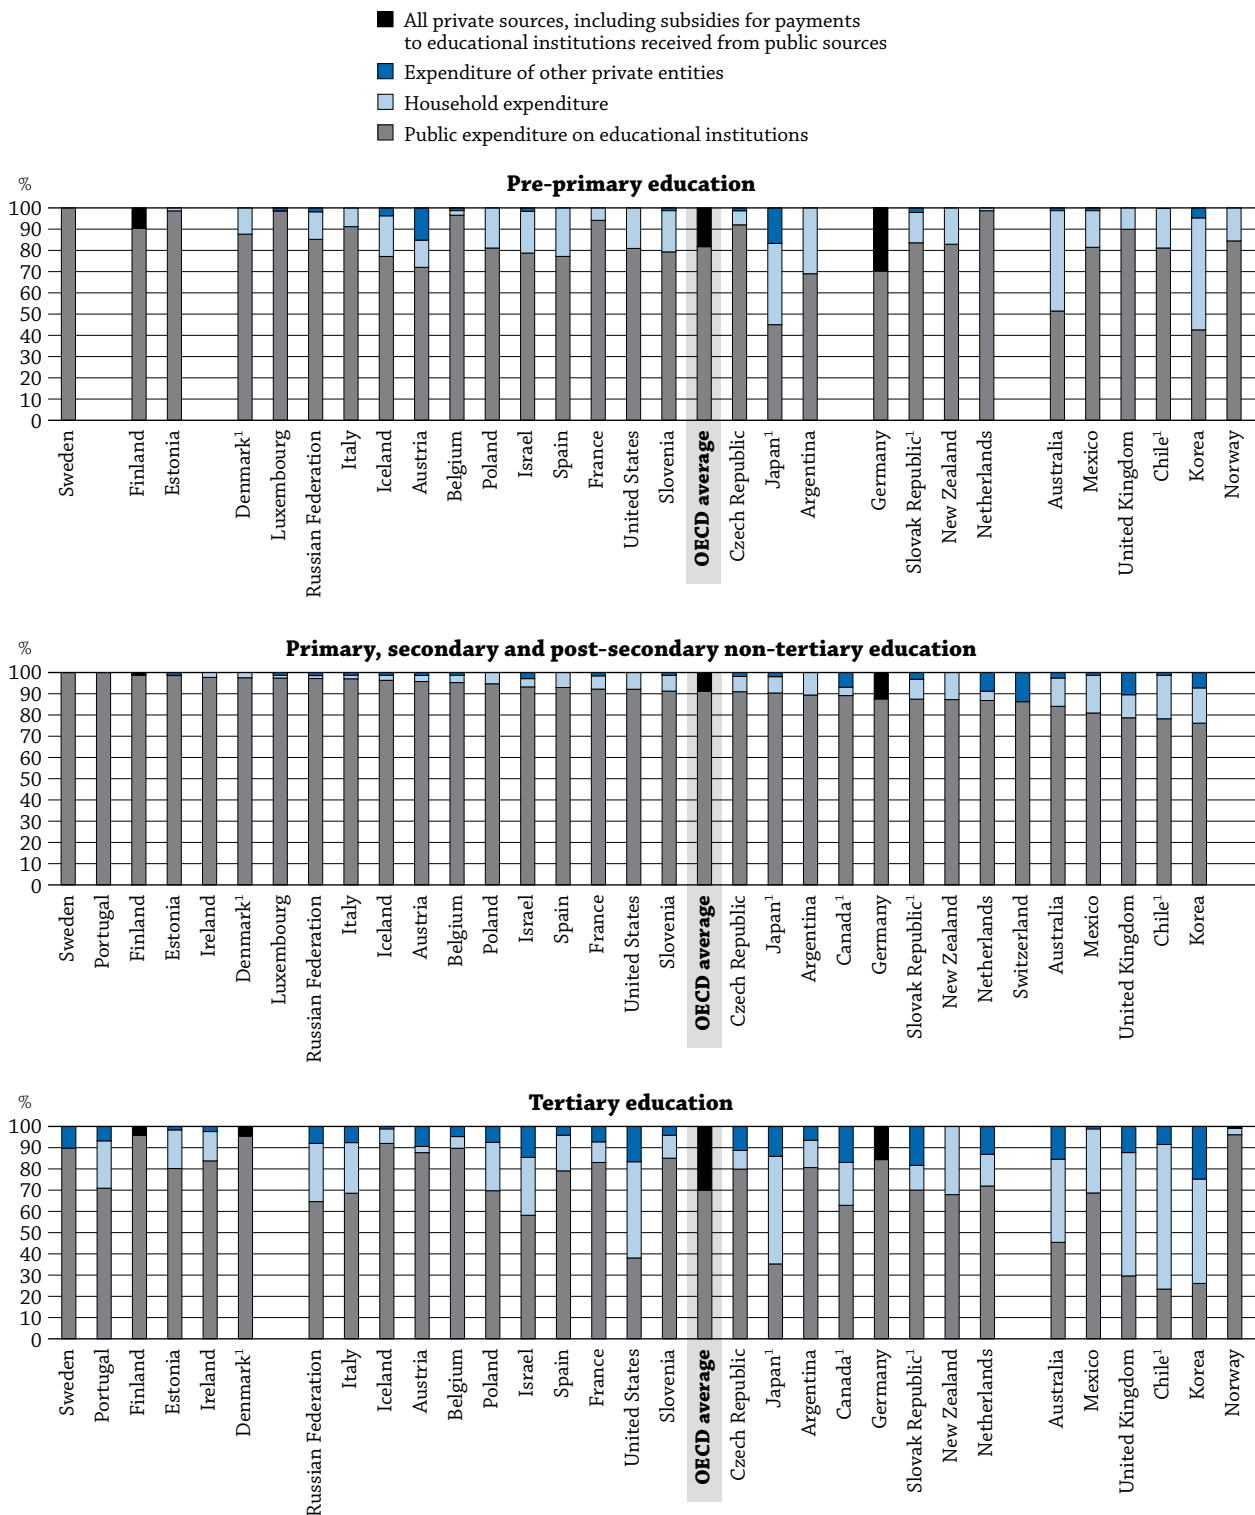 All private sources, including subsidies for payments
to educational institutions received from public sources
Expenditure of other private entities
Household expenditure
Public expenditure on educational institutions
%
Pre-primary education
100
90
80
70
60
50
40
30
20
10
0
Sweden
Finland
Estonia
Denmark¹
Luxembourg
Russian Federation
Italy
Iceland
Austria
Belgium
Poland
Israel
Spain
France
United States
Slovenia
OECD average
Czech Republic
Japan¹
Argentina
Germany
Slovak Republic¹
New Zealand
Netherlands
Australia
Mexico
United Kingdom
Chile¹
Korea
Norway
%
Primary, secondary and post-secondary non-tertiary education
100
90
80
70
60
50
40
30
20
10
0
Sweden
Portugal
Finland
Estonia
Ireland
Denmark¹
Luxembourg
Russian Federation
Italy
Iceland
Austria
Belgium
Poland
Israel
Spain
France
United States
Slovenia
OECD average
Czech Republic
Japan¹
Argentina
Canada¹
Germany
Slovak Republic¹
New Zealand
Netherlands
Switzerland
Australia
Mexico
United Kingdom
Chile¹
Korea
%
Tertiary education
100
90
80
70
60
50
40
30
20
10
0
Sweden
Portugal
Finland
Estonia
Ireland
Denmark¹
Russian Federation
Italy
Iceland
Austria
Belgium
Poland
Israel
Spain
France
United States
Slovenia
OECD average
Czech Republic
Japan¹
Argentina
Canada¹
Germany
Slovak Republic¹
New Zealand
Netherlands
Australia
Mexico
United Kingdom
Chile¹
Korea
Norway